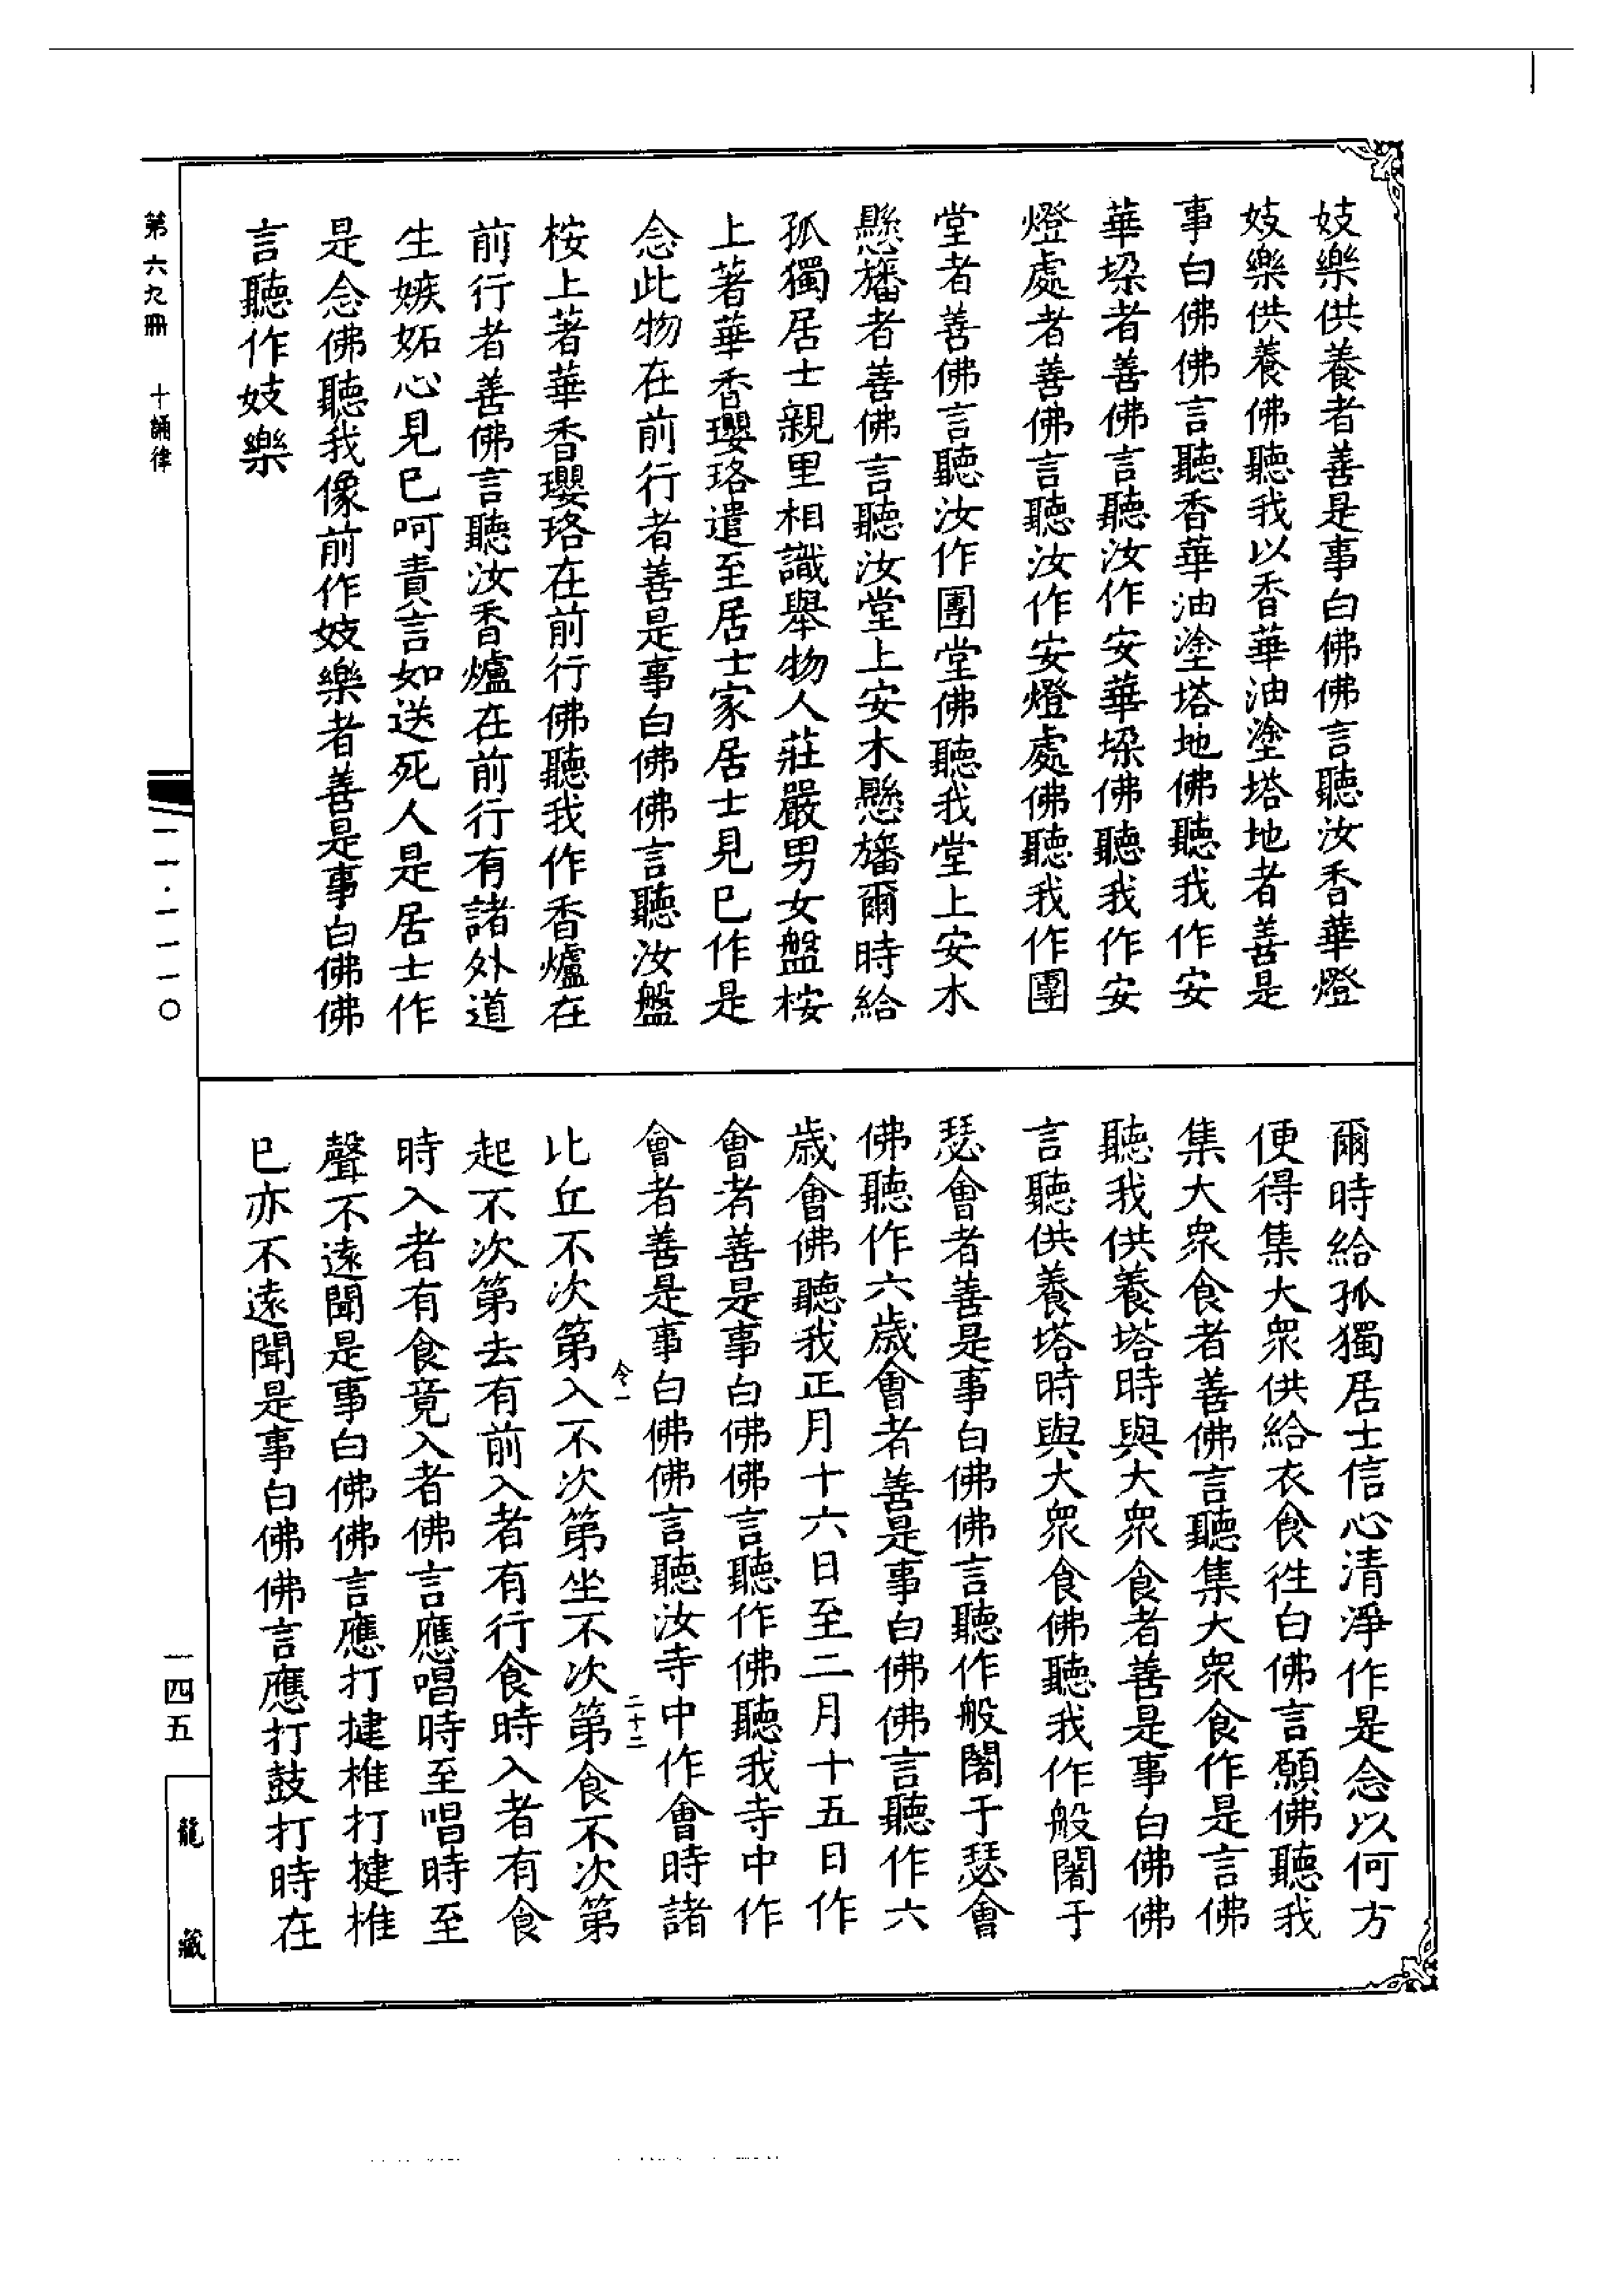 妓樂供養者善是事白佛佛言聽汝香華燈
妓樂供養佛聽我以香華油塗塔地者善是
事白佛佛言聽香華油塗塔地佛聽我作安
華垜者善佛言聽汝作安華垜佛聽我作安
燈處者善佛言聽汝作安燈處佛聽我作團
堂者善佛言聽汝作團堂佛聽我堂上安木
懸旛者善佛言聽汝堂上安木懸旛爾時給
孤獨居士親里相識舉物人莊嚴男女盤桉
上著華香瓔珞遣至居士家居士見已作是
念此物在前行者善是事白佛佛言聽汝盤
桉上著華香瓔珞在前行佛聽我作香爐在
前行者善佛言聽汝香爐在前行有諸外道
生嫉妬心見已呵責言如送死人是居士作
是念佛聽我像前作妓樂者善是事白佛佛
言聽作妓樂
爾時給孤獨居士信心清淨作是念以何方
便得集大衆供給衣食徃白佛言願佛聽我
集大衆食者善佛言聽集大衆食作是言佛
聽我供養塔時與大衆食者善是事白佛佛
言聽供養塔時與大衆食佛聽我作般闍于
瑟會者善是事白佛佛言聽作般闍于瑟會
佛聽作六歲會者善是事白佛佛言聽作六
歲會佛聽我正月十六日至二月十五日作
會者善是事白佛佛言聽作佛聽我寺中作
會者善是事白佛佛言聽汝寺中作會時諸
令一
二十二
比丘不次第入不次第坐不次第食不次第
起不次第去有前入者有行食時入者有食
時入者有食竟入者佛言應唱時至唱時至
聲不遠聞是事白佛佛言應打揵椎打揵椎
已亦不遠聞是事白佛佛言應打鼓打時在
第六九冊
十誦律
一一·一一一〇
一四五
龍藏